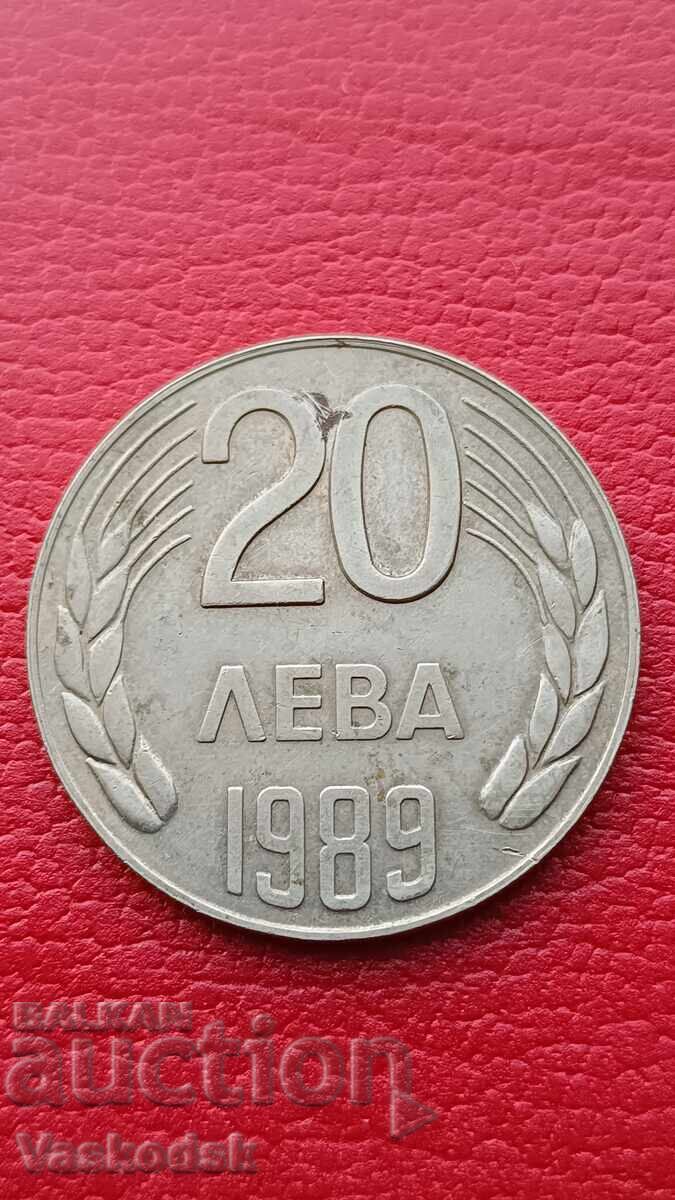 20
ЛЕВА
1989
BALKAN
auction
Vaskodsk